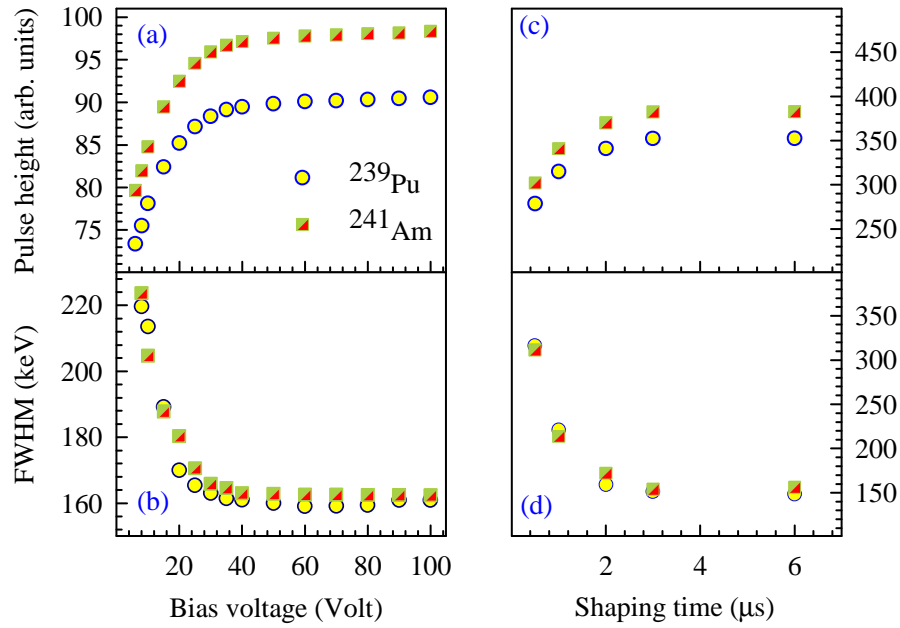 Pulse height (arb. units)
100
95
90
85
80
75
(a)
²³⁹Pu
²⁴¹Am
(c)
450
400
350
300
250
FWHM (keV)
220
200
180
160
(b)
(d)
350
300
250
200
150
20 40 60 80 100
Bias voltage (Volt)
2 4 6
Shaping time (μs)